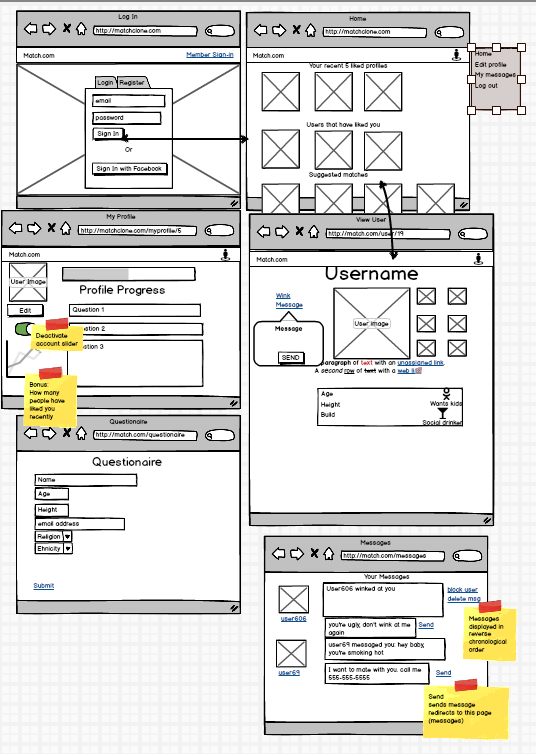 Log In
http://matchclone.com
Match.com
Member Sign-in
Login
Register
email
password
Sign In
Or
Sign In with Facebook
Home
http://matchclone.com
Match.com
Your recent 5 liked profiles
Users that have liked you
Suggested matches
Home
Edit profile
My messages
Log out
My Profile
http://matchclone.com/myprofile/5
Match.com
User Image
Profile Progress
Edit
Question 1
estion 2
stion 3
Deactivate
account slider
Bonus:
How many
people have
liked you
recently
View User
http://match.com/user/19
Match.com
Username
Wink
Message
Message
SEND
User image
paragraph of text with an unassigned link.
A second row of text with a web link
Age
Height
Build
Wants kids
Social drinker
Questionaire
http://match.com/questionaire
Questionaire
Name
Age
Height
email address
Religion
Ehnicity
Submit
Messages
http://match.com/messages
Your Messages
User606 winked at you
block user
delete msg
user606
you're ugly, don't wink at me
again
Send
user69 messaged you: hey baby,
you're smoking hot
user69
I want to mate with you. call me
555-555-5555
Send
Messages
displayed in
reverse
chronological
order
Send
sends message
redirects to this page
(messages)